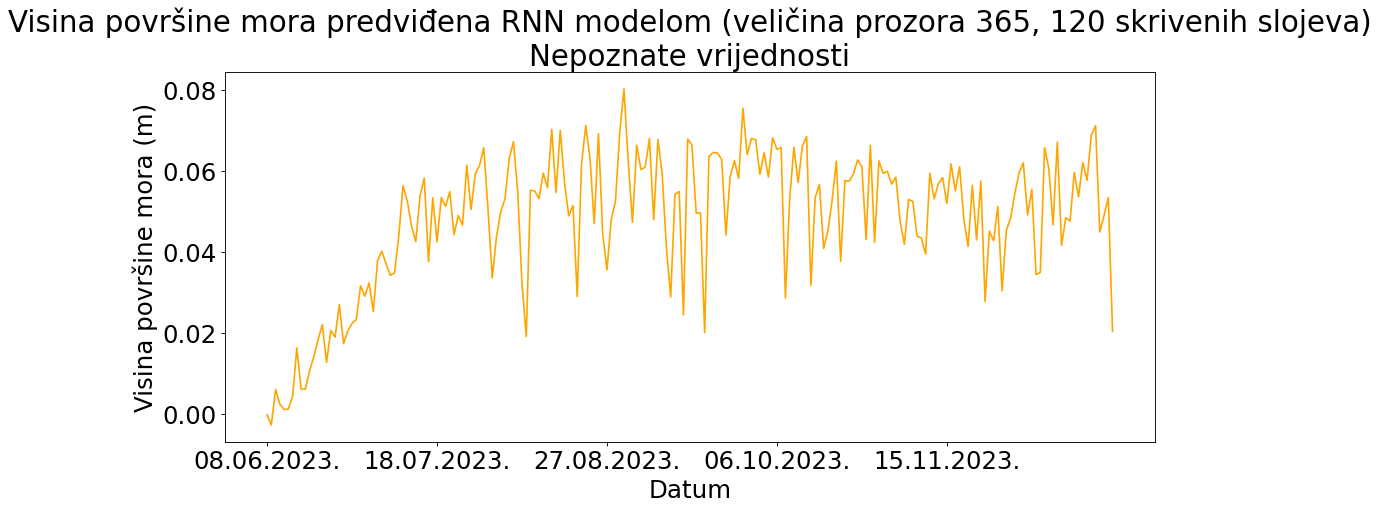 Visina površine mora predviđena RNN modelom (veličina prozora 365, 120 skrivenih slojeva)
Nepoznate vrijednosti
Visina površine mora (m)
0.08
0.06
0.04
0.02
0.00
08.06.2023. 18.07.2023. 27.08.2023. 06.10.2023. 15.11.2023.
Datum